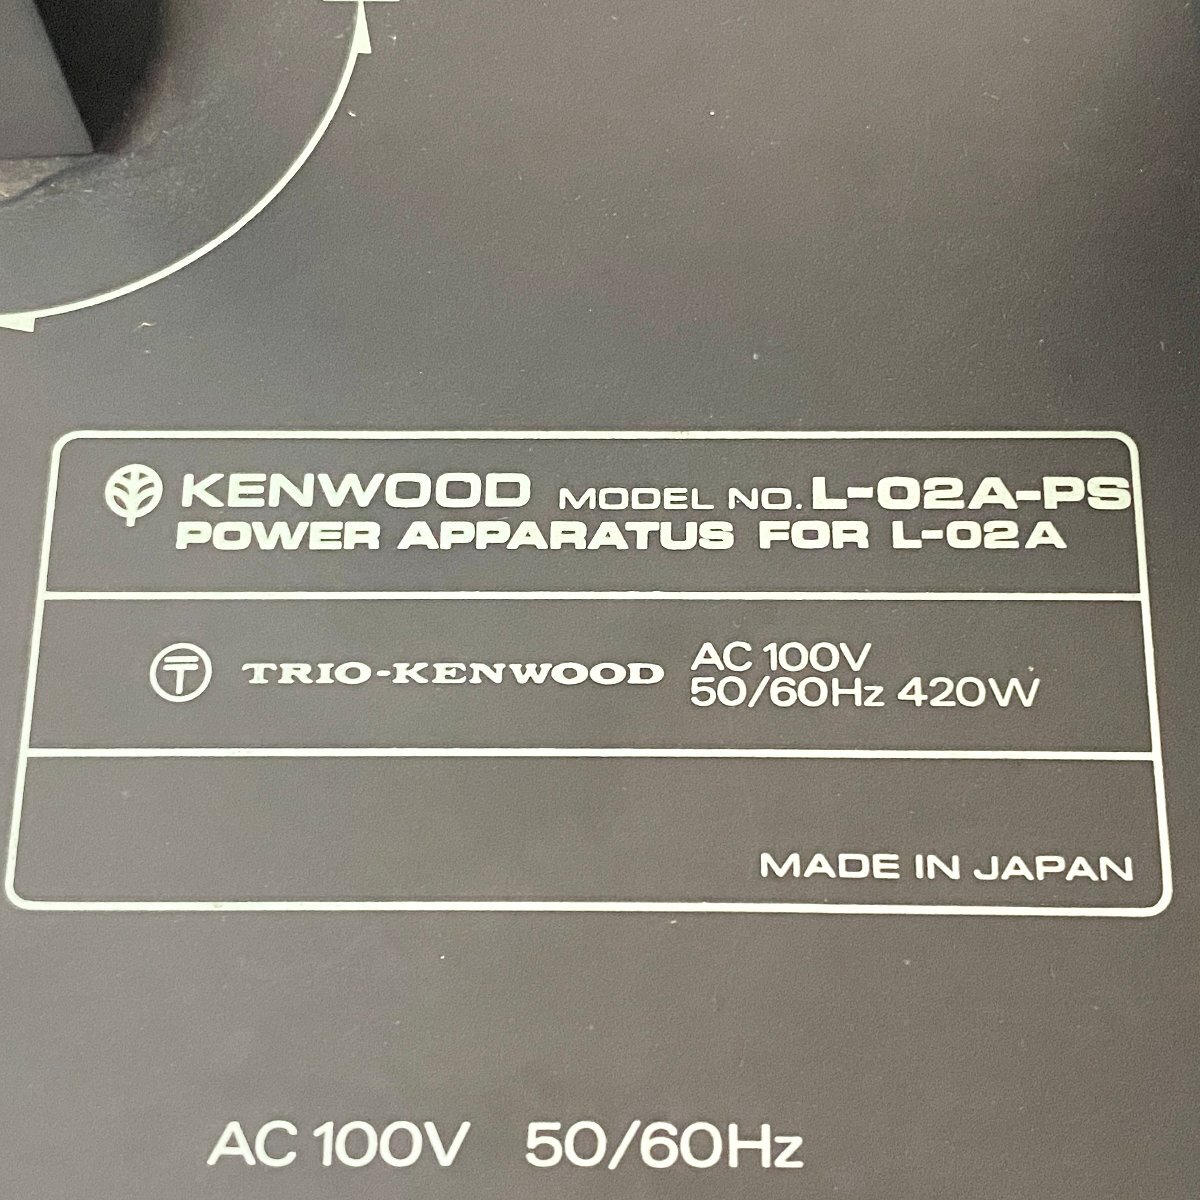 KENWOOD MODEL NO. L-02A-PS
POWER APPARATUS FOR L-02A
TRIO-KENWOOD AC 100V
50/60Hz 420W
MADE IN JAPAN
AC 100V 50/60Hz